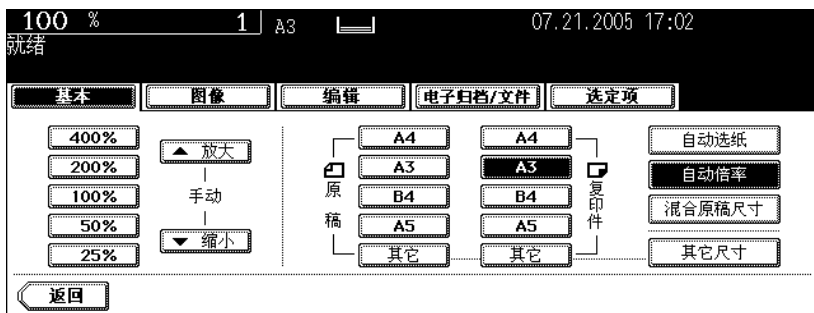 100 % 1 A3 07.21.2005 17:02
就绪
基本 图像 编辑 电子归档/文件 选定项
400%
200%
100%
50%
25%
放大
手动
缩小
原稿
A4
A3
B4
A5
其它
A4
A3
B4
A5
其它
复印件
自动选纸
自动倍率
混合原稿尺寸
其它尺寸
返回